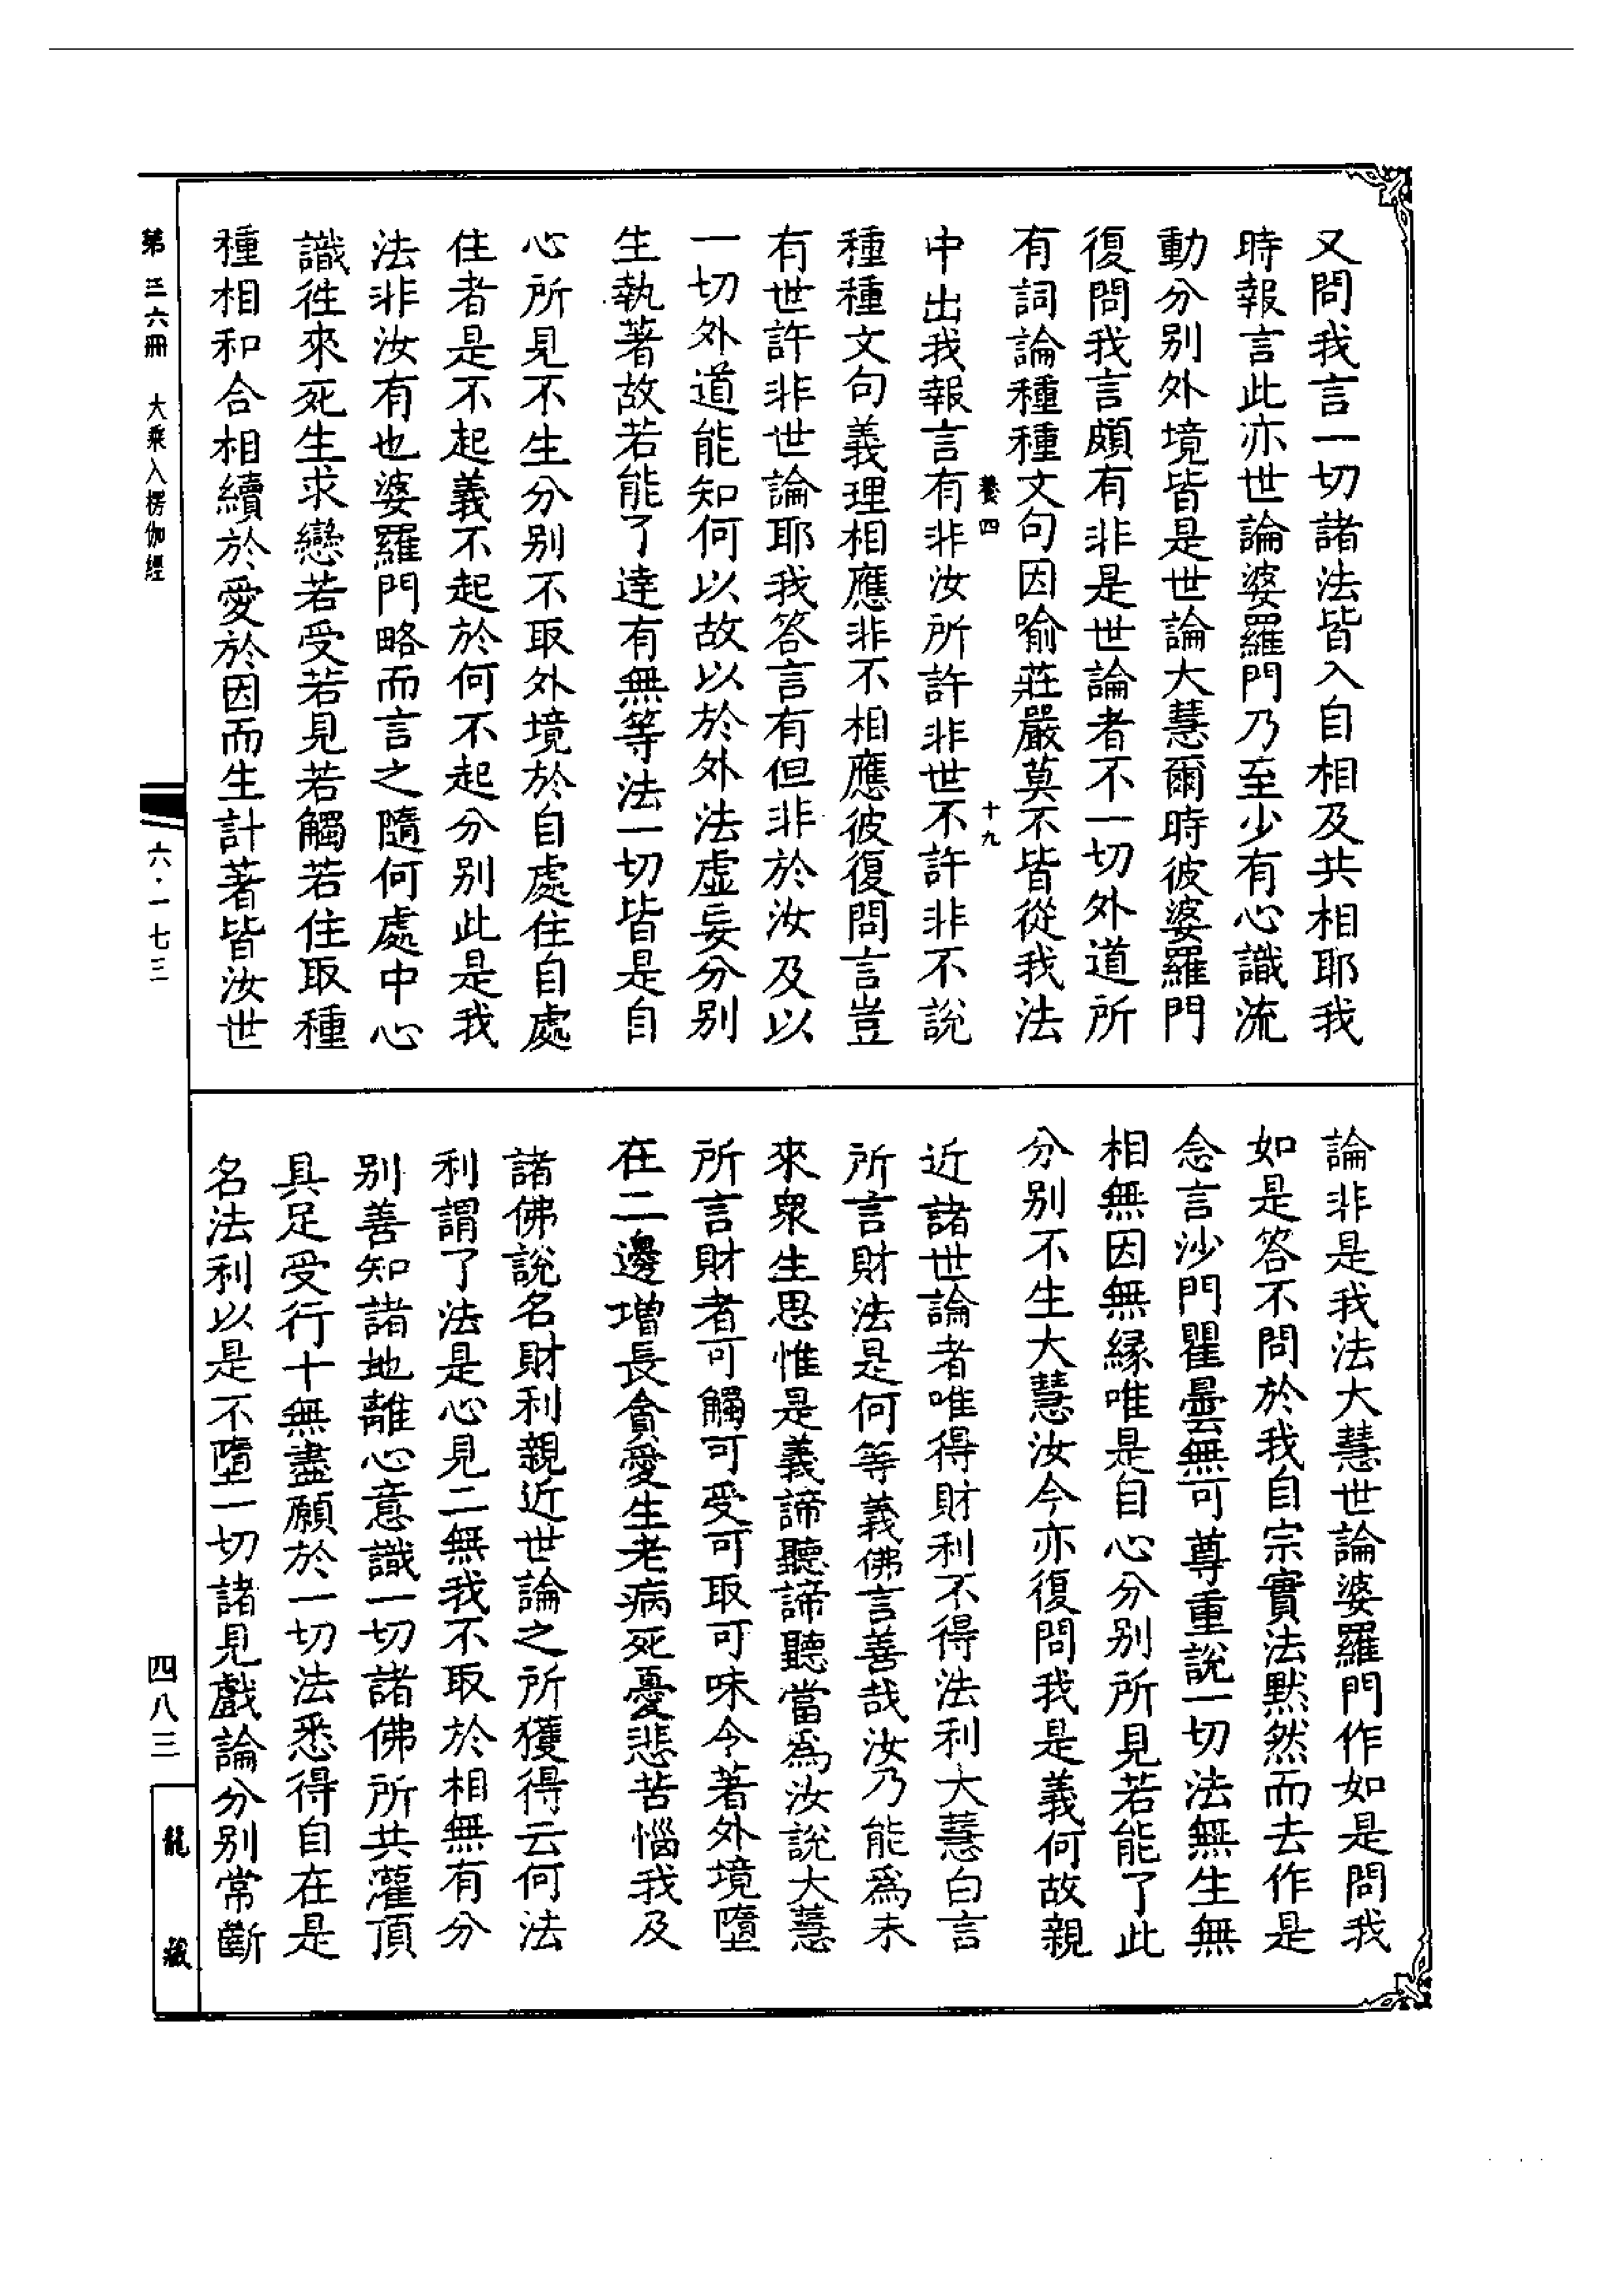 又問我言一切諸法皆入自相及共相耶我
時報言此亦世論婆羅門乃至少有心識流
動分別外境皆是世論大慧爾時彼婆羅門
復問我言頗有非是世論者不一切外道所
有詞論種種文句因喻莊嚴莫不皆從我法
養四 十九
中出我報言有非汝所許非世不許非不說
種種文句義理相應非不相應彼復問言豈
有世許非世論耶我答言有但非於汝及以
一切外道能知何以故以於外法虛妄分別
生執著故若能了達有無等法一切皆是自
心所見不生分別不取外境於自處住自處
住者是不起義不起於何不起分別此是我
法非汝有也婆羅門略而言之隨何處中心
識徃來死生求戀若受若見若觸若住取種
種相和合相續於愛於因而生計著皆汝世
論非是我法大慧世論婆羅門作如是問我
如是答不問於我自宗實法默然而去作是
念言沙門瞿曇無可尊重說一切法無生無
相無因無緣唯是自心分別所見若能了此
分別不生大慧汝今亦復問我是義何故親
近諸世論者唯得財利不得法利大慧白言
所言財法是何等義佛言善哉汝乃能為未
來眾生思惟是義諦聽諦聽當為汝說大慧
所言財者可觸可受可取可味令著外境墮
在二邊增長貪愛生老病死憂悲苦惱我及
諸佛說名財利親近世論之所獲得云何法
利謂了法是心見二無我不取於相無有分
別善知諸地離心意識一切諸佛所共灌頂
具足受行十無盡願於一切法悉得自在是
名法利以是不墮一切諸見戲論分別常斷
第三六冊 大乘入楞伽經
六·一七三
四八三
龍藏